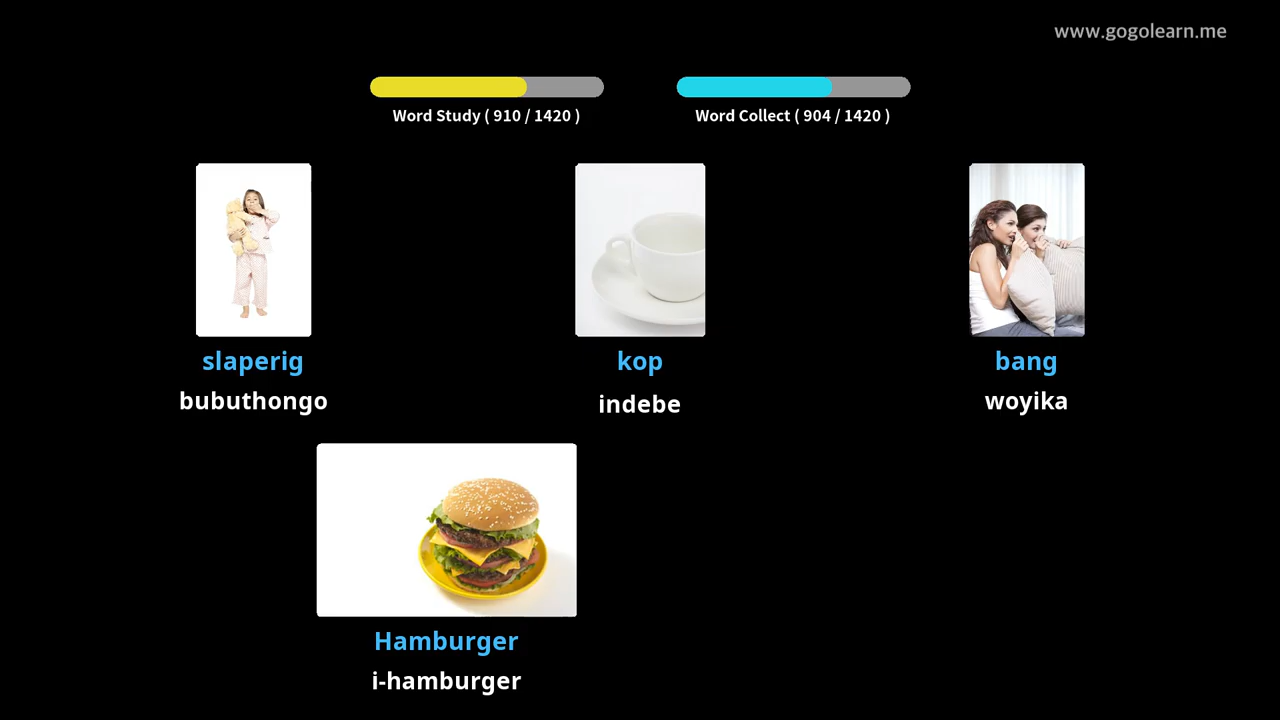 www.gogolearn.me
Word Study ( 910 / 1420 )
Word Collect ( 904 / 1420 )
slaperig
bubuthongo
kop
indebe
bang
woyika
Hamburger
i-hamburger